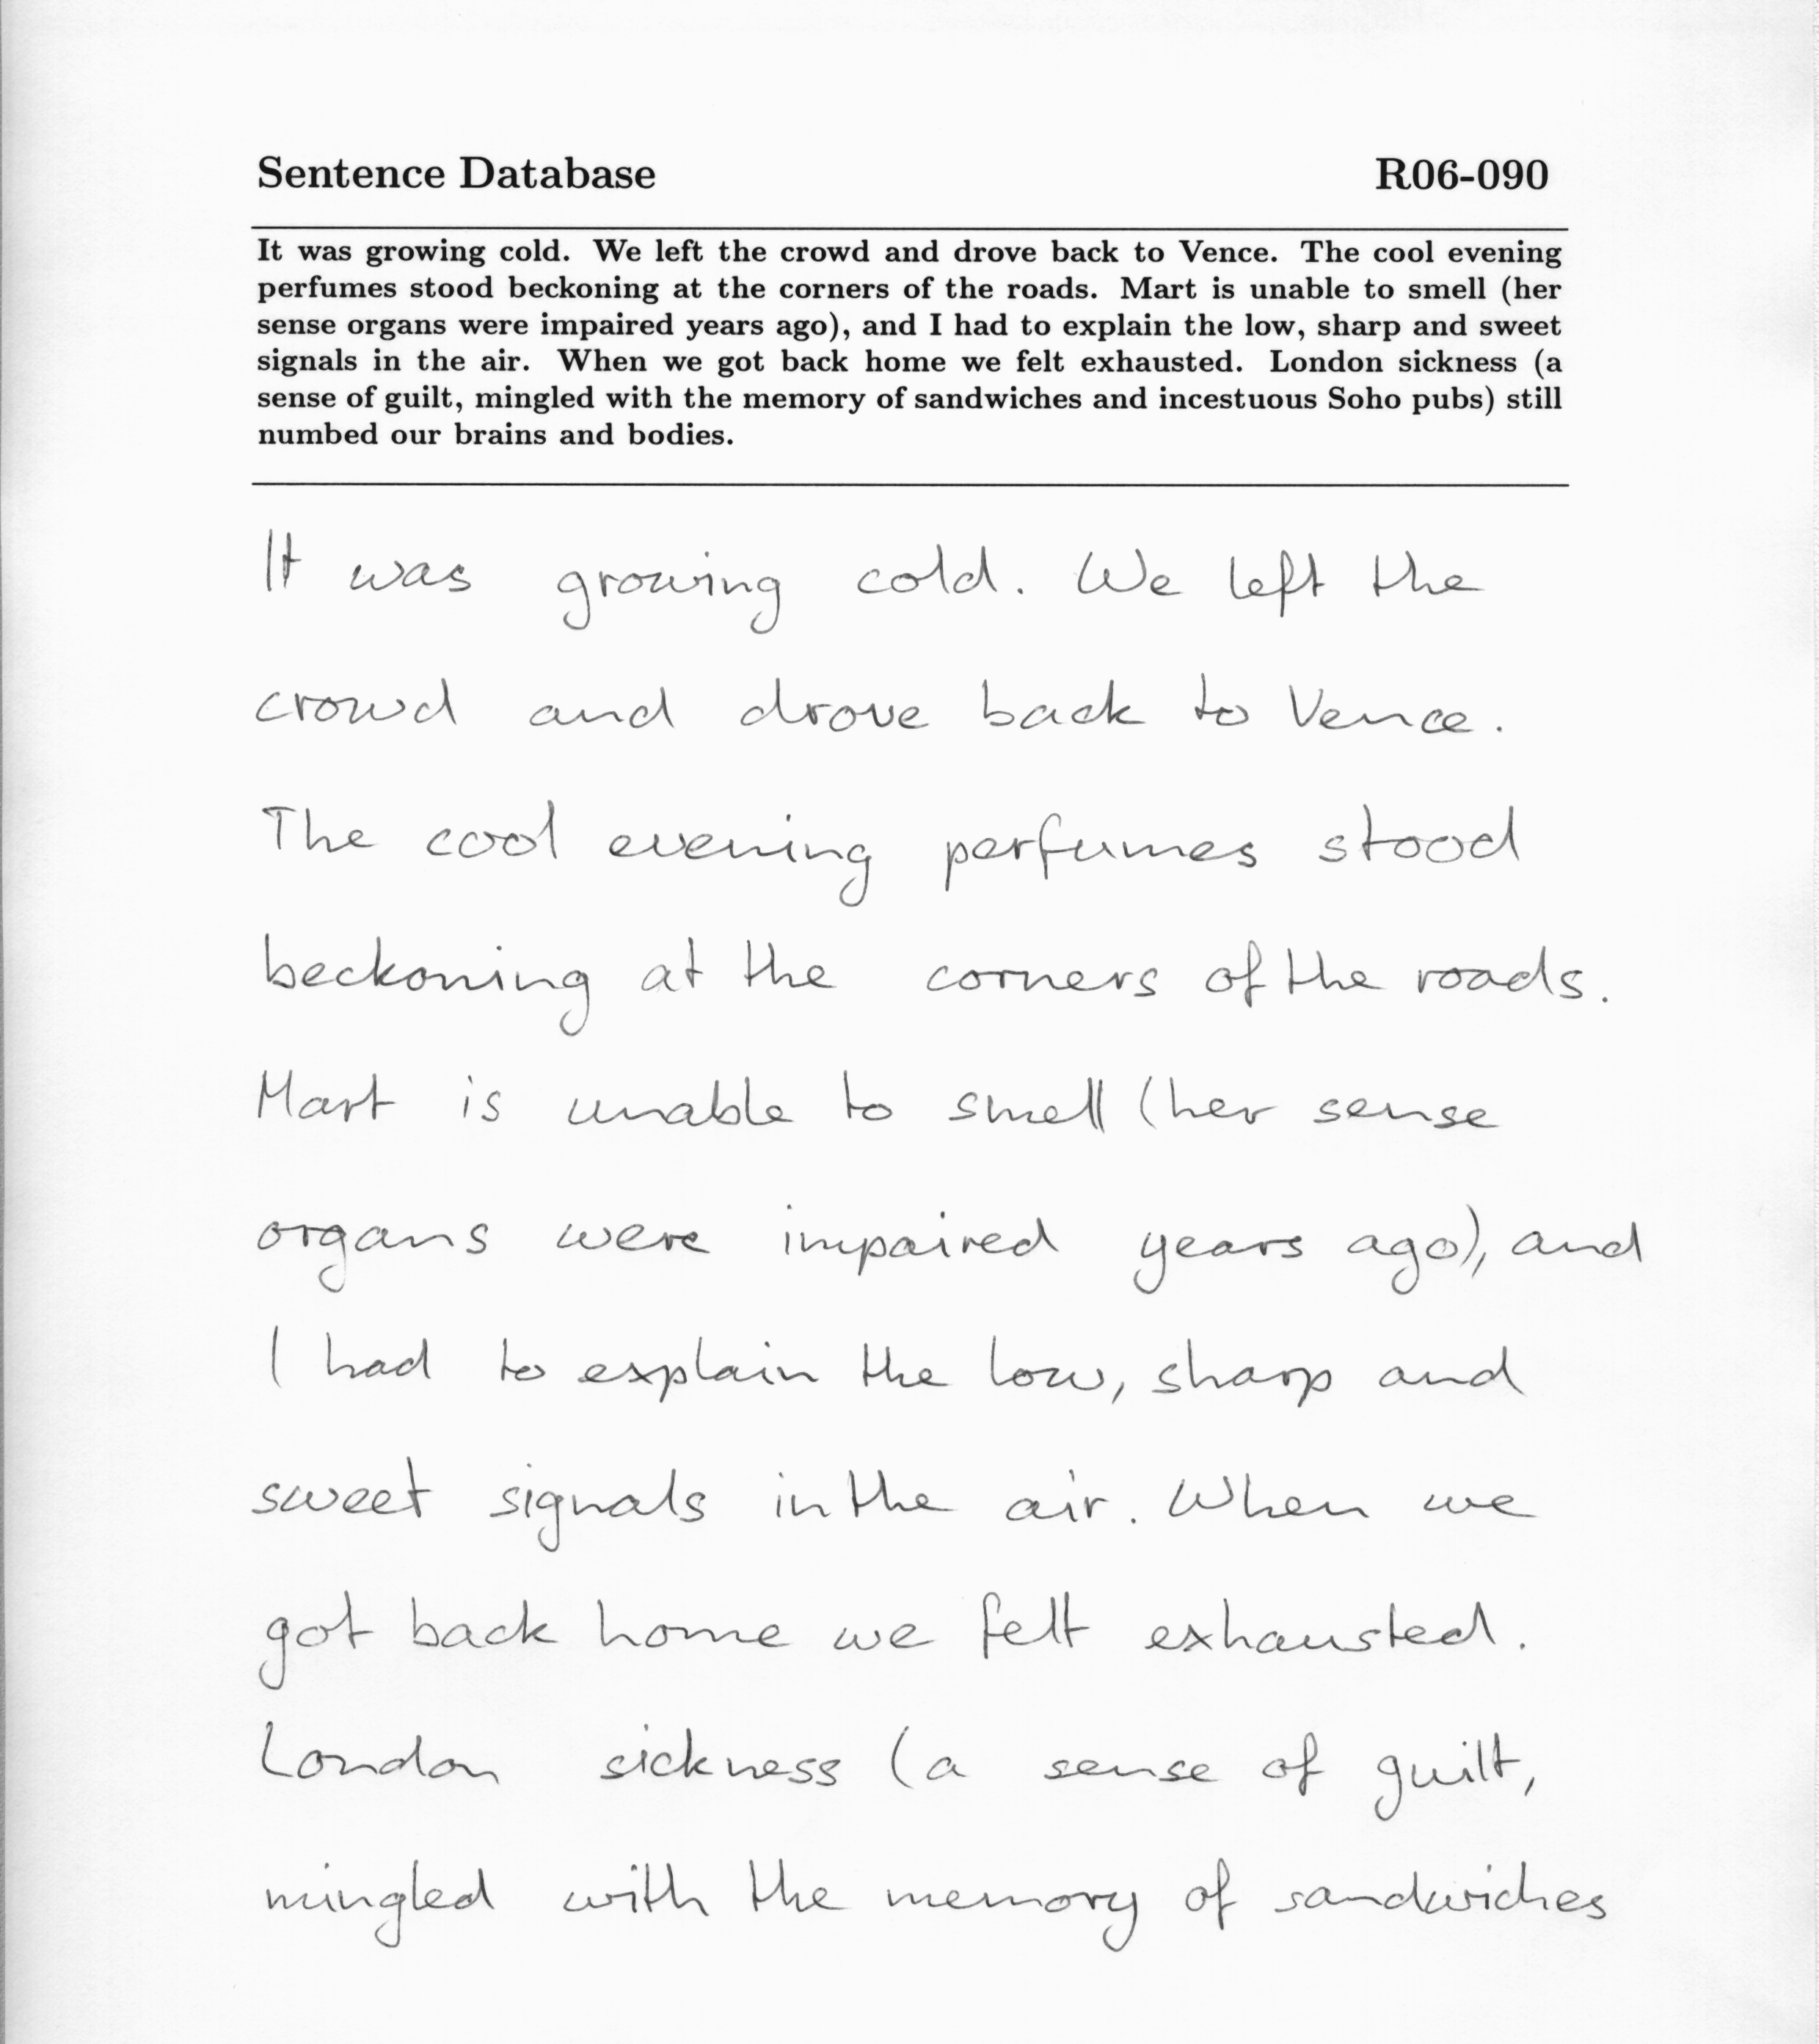 Sentence Database R06-090
It was growing cold. We left the crowd and drove back to Vence. The cool evening
perfumes stood beckoning at the corners of the roads. Mart is unable to smell (her
sense organs were impaired years ago), and I had to explain the low, sharp and sweet
signals in the air. When we got back home we felt exhausted. London sickness (a
sense of guilt, mingled with the memory of sandwiches and incestuous Soho pubs) still
numbed our brains and bodies.
It was growing cold. We left the
crowd and drove back to Vence.
The cool evening perfumes stood
beckoning at the corners of the roads.
Mart is unable to smell (her sense
organs were impaired years ago), and
I had to explain the low, sharp and
sweet signals in the air. When we
got back home we felt exhausted.
London sickness (a sense of guilt,
mingled with the memory of sandwiches